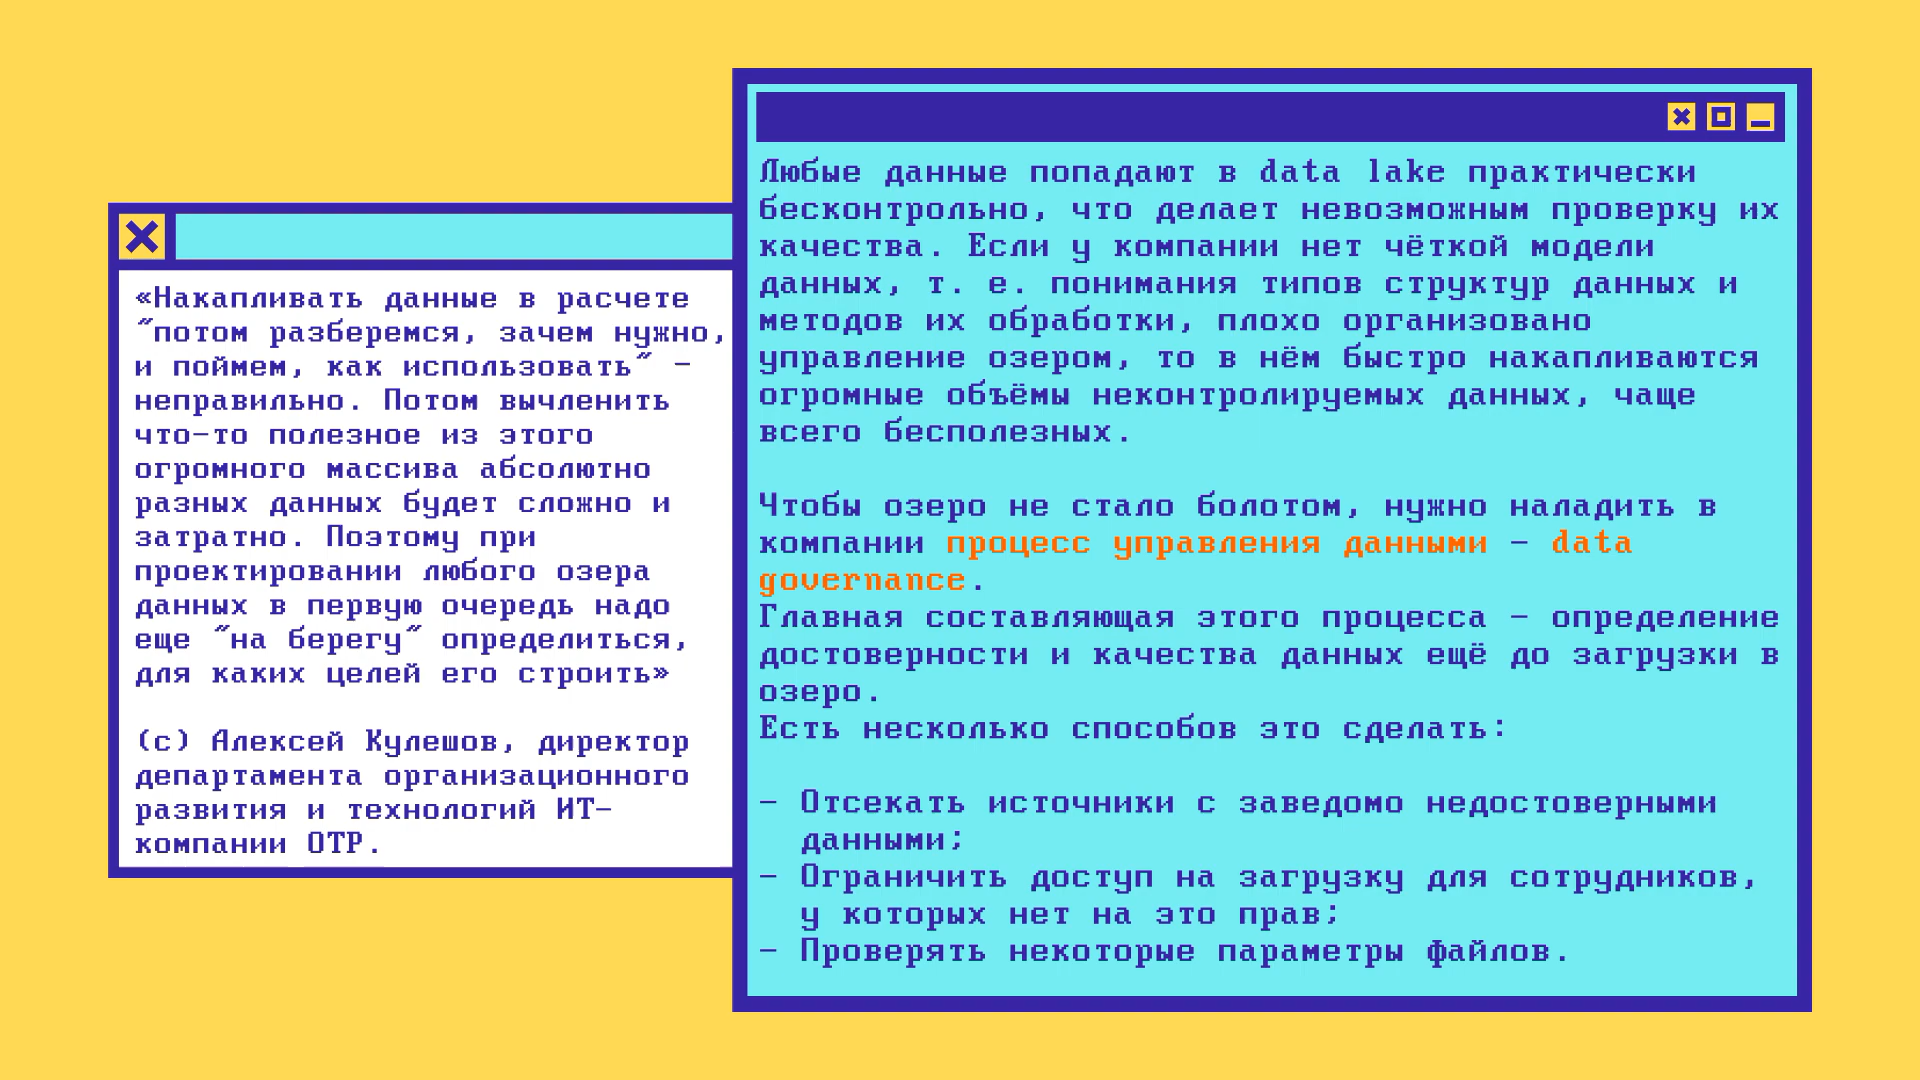 «Накапливать данные в расчете
"потом разберемся, зачем нужно,
и поймем, как использовать" -
неправильно. Потом вычленить
что-то полезное из этого
огромного массива абсолютно
разных данных будет сложно и
затратно. Поэтому при
проектировании любого озера
данных в первую очередь надо
еще "на берегу" определиться,
для каких целей его строить»
(с) Алексей Кулешов, директор
департамента организационного
развития и технологий ИТ-
компании ОТР.
Любые данные попадают в data lake практически
бесконтрольно, что делает невозможным проверку их
качества. Если у компании нет чёткой модели
данных, т. е. понимания типов структур данных и
методов их обработки, плохо организовано
управление озером, то в нём быстро накапливаются
огромные объёмы неконтролируемых данных, чаще
всего бесполезных.
Чтобы озеро не стало болотом, нужно наладить в
компании процесс управления данными - data
governance.
Главная составляющая этого процесса - определение
достоверности и качества данных ещё до загрузки в
озеро.
Есть несколько способов это сделать:
- Отсекать источники с заведомо недостоверными
данными;
- Ограничить доступ на загрузку для сотрудников,
у которых нет на это прав;
- Проверять некоторые параметры файлов.